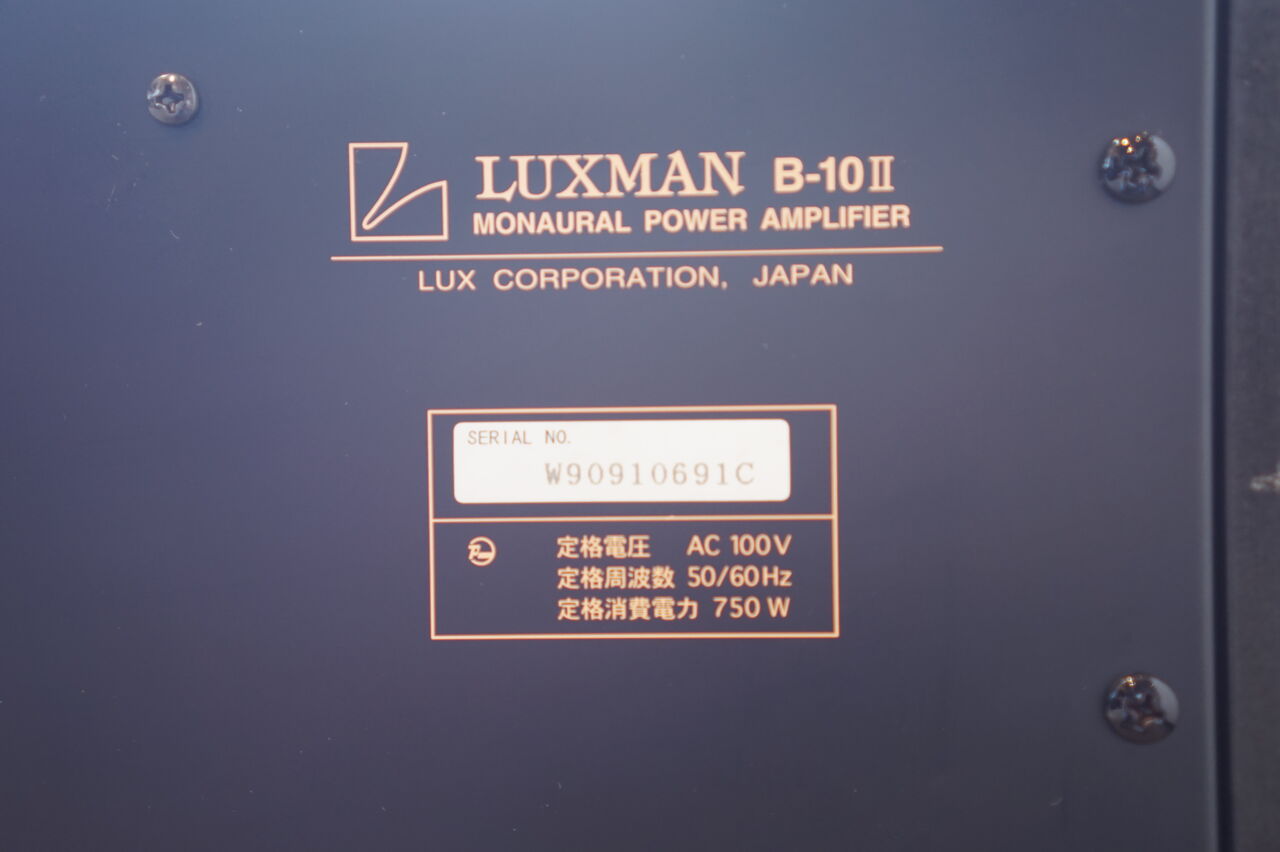 LUXMAN B-10II
MONAURAL POWER AMPLIFIER
LUX CORPORATION, JAPAN
SERIAL NO.
W90910691C
定格電圧 AC 100V
定格周波数 50/60Hz
定格消費電力 750W